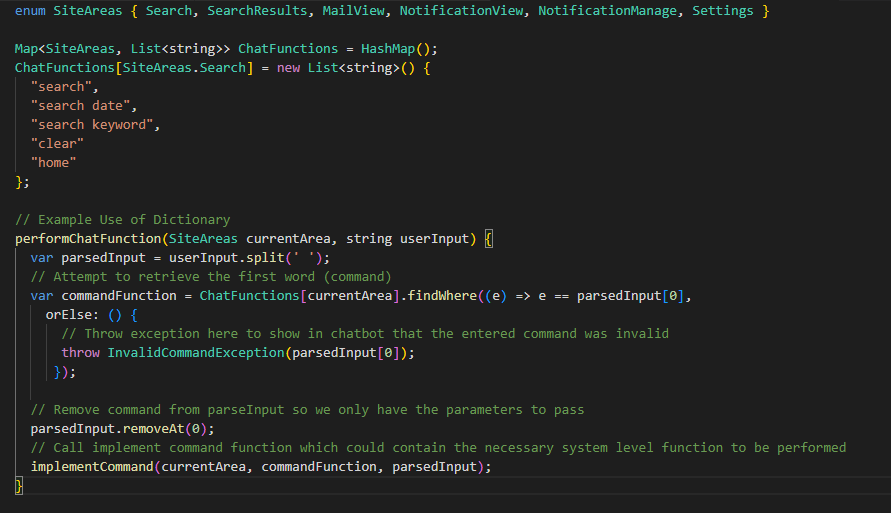 enum SiteAreas { Search, SearchResults, MailView, NotificationView, NotificationManage, Settings }
Map<SiteAreas, List<string>> ChatFunctions = HashMap();
ChatFunctions[SiteAreas.Search] = new List<string>() {
  "search",
  "search date",
  "search keyword",
  "clear"
  "home"
};
// Example Use of Dictionary
performChatFunction(SiteAreas currentArea, string userInput) {
  var parsedInput = userInput.split(' ');
  // Attempt to retrieve the first word (command)
  var commandFunction = ChatFunctions[currentArea].findWhere((e) => e == parsedInput[0],
    orElse: () {
      // Throw exception here to show in chatbot that the entered command was invalid
      throw InvalidCommandException(parsedInput[0]);
     });
  // Remove command from parseInput so we only have the parameters to pass
  parsedInput.removeAt(0);
  // Call implement command function which could contain the necessary system level function to be performed
  implementCommand(currentArea, commandFunction, parsedInput);
}